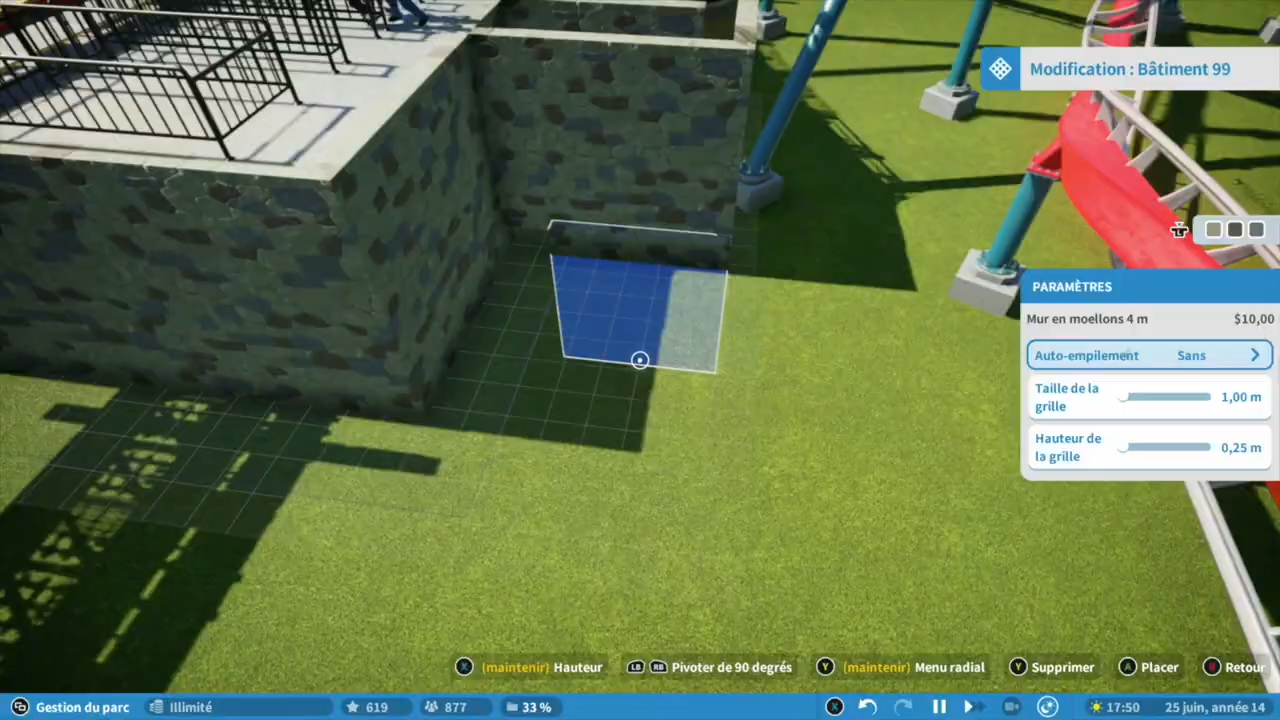 Modification : Bâtiment 99
PARAMÈTRES
Mur en moellons 4 m $10,00
Auto-empilement Sans
Taille de la grille 1,00 m
Hauteur de la grille 0,25 m
X (maintenir) Hauteur LB RB Pivoter de 90 degrés Y (maintenir) Menu radial Y Supprimer A Placer B Retour
Gestion du parc Illimité 619 877 33 % X 17:50 25 juin, année 14